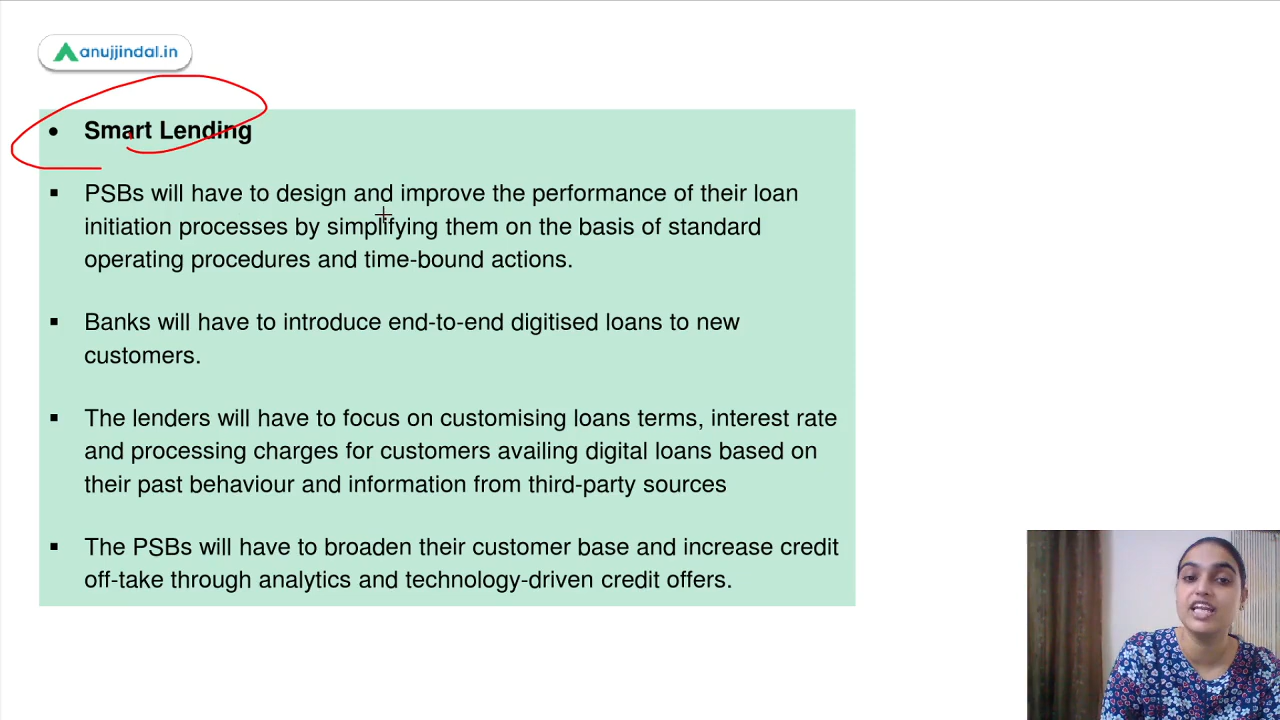 anujjindal.in
• Smart Lending
▪ PSBs will have to design and improve the performance of their loan
initiation processes by simplifying them on the basis of standard
operating procedures and time-bound actions.
▪ Banks will have to introduce end-to-end digitised loans to new
customers.
▪ The lenders will have to focus on customising loans terms, interest rate
and processing charges for customers availing digital loans based on
their past behaviour and information from third-party sources
▪ The PSBs will have to broaden their customer base and increase credit
off-take through analytics and technology-driven credit offers.